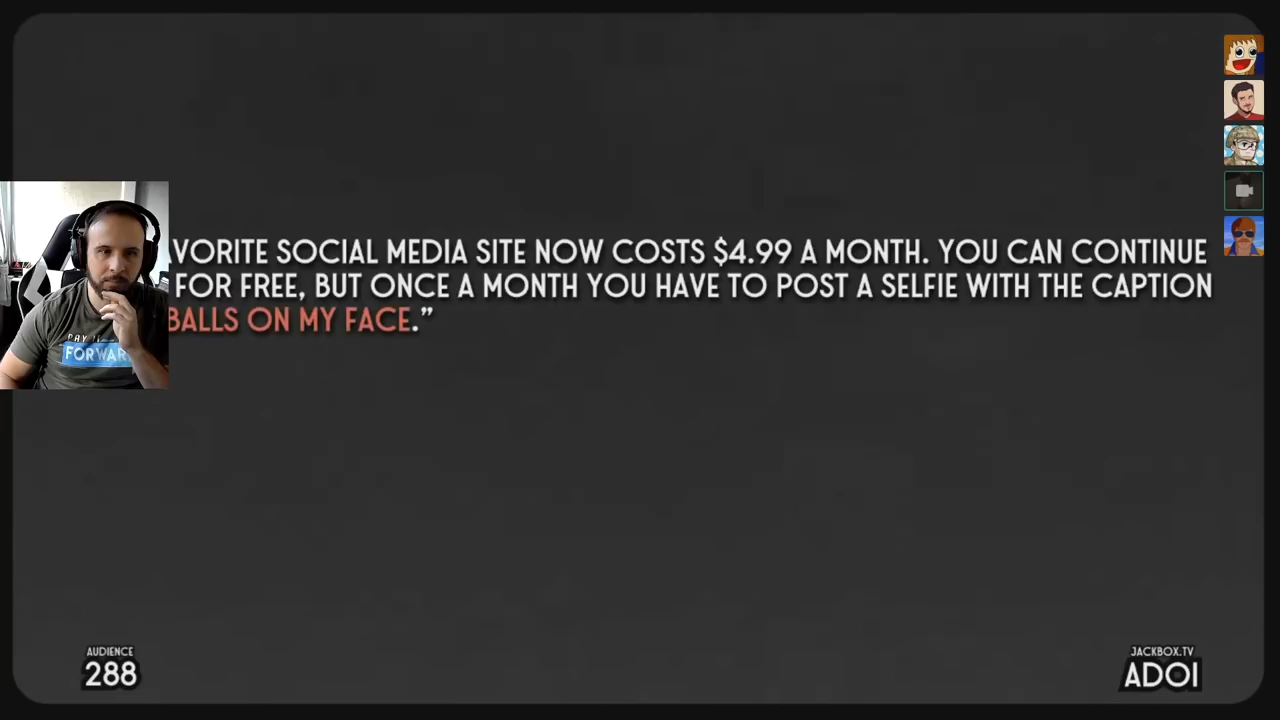 AVORITE SOCIAL MEDIA SITE NOW COSTS $4.99 A MONTH. YOU CAN CONTINUE
FOR FREE, BUT ONCE A MONTH YOU HAVE TO POST A SELFIE WITH THE CAPTION
BALLS ON MY FACE.”
FORWAR
AUDIENCE
288
JACKBOX.TV
ADOI